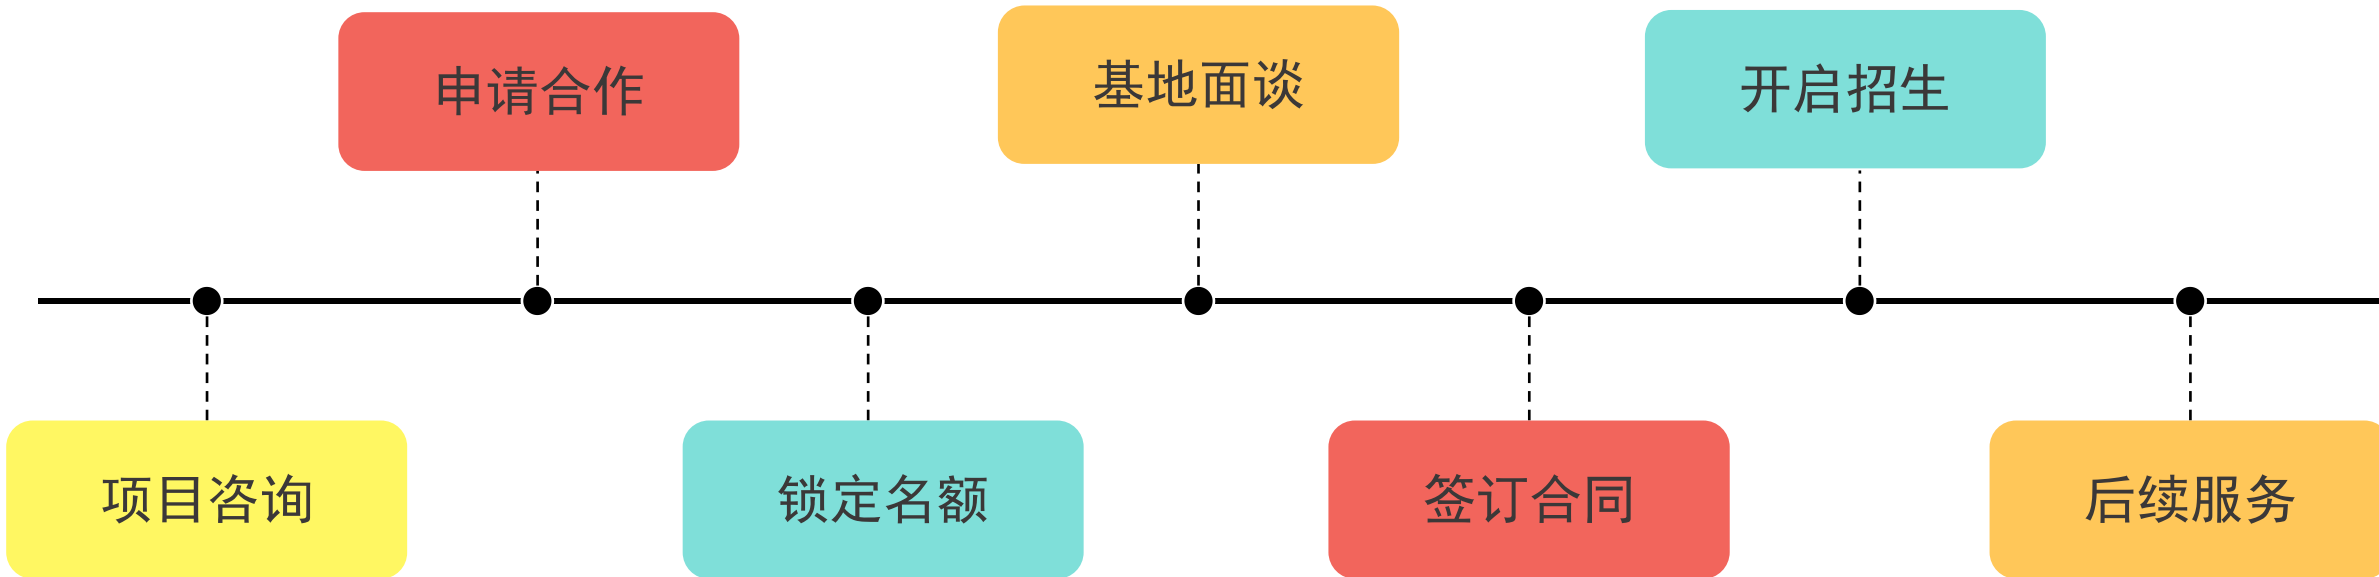 项目咨询
申请合作
锁定名额
基地面谈
签订合同
开启招生
后续服务